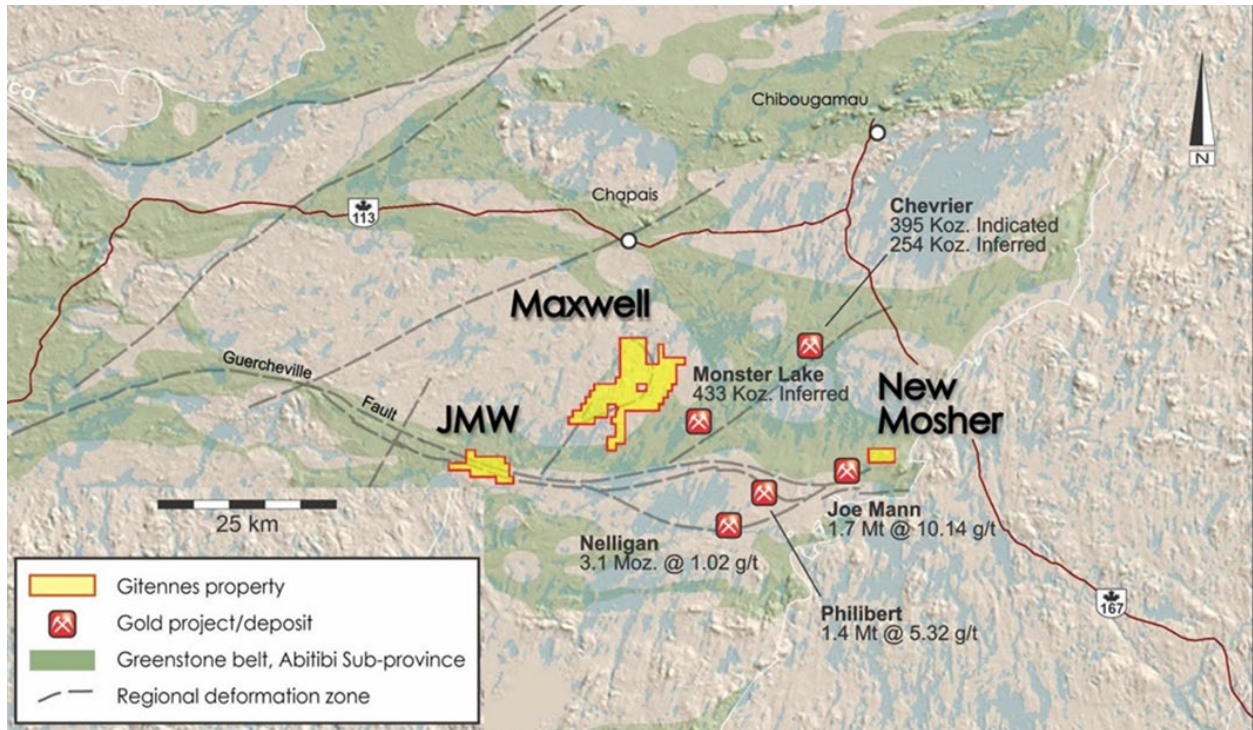 ca
Chibougamau
Chapais
113
Chevrier
395 Koz. Indicated
254 Koz. Inferred
N
Maxwell
Guercheville
Fault
Monster Lake
433 Koz. Inferred
New
Mosher
JMW
25 km
Joe Mann
1.7 Mt @ 10.14 g/t
Nelligan
3.1 Moz. @ 1.02 g/t
Philibert
1.4 Mt @ 5.32 g/t
167
Gitennes property
Gold project/deposit
Greenstone belt, Abitibi Sub-province
Regional deformation zone